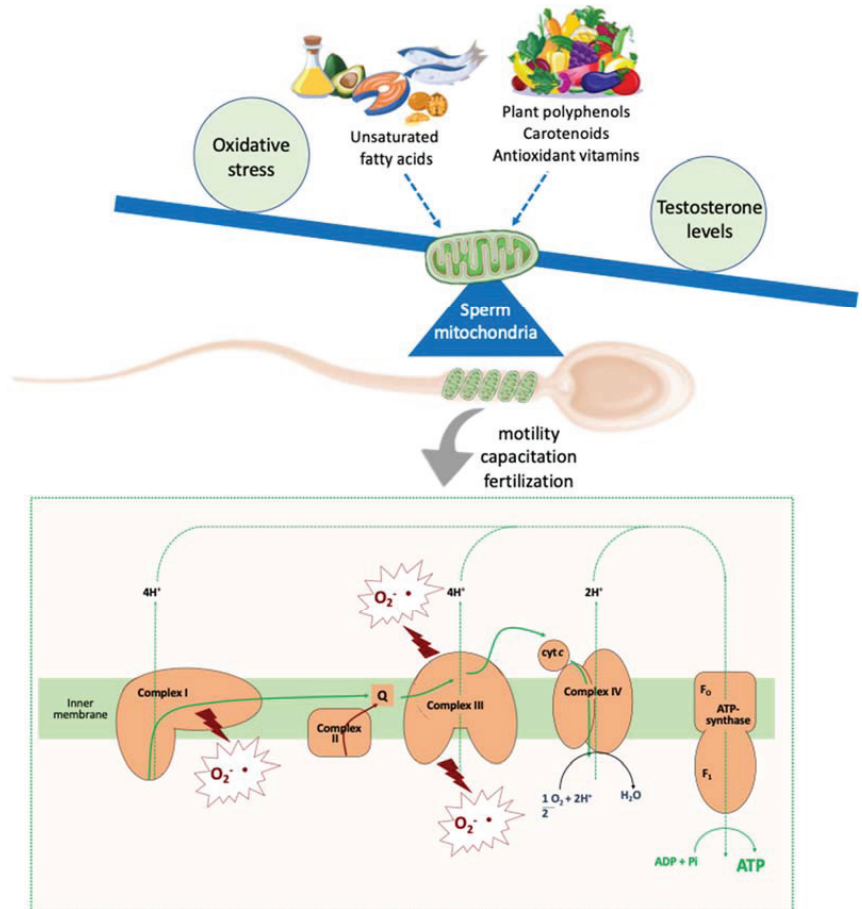 Unsaturated
fatty acids
Plant polyphenols
Carotenoids
Antioxidant vitamins
Oxidative
stress
Testosterone
levels
Sperm
mitochondria
motility
capacitation
fertilization
4H⁺
O₂⁻ •
4H⁺
2H⁺
Inner
membrane
Complex I
Q
Complex
II
Complex III
cyt c
Complex IV
F₀
ATP-
synthase
F₁
O₂⁻ •
O₂⁻ •
1/2 O₂ + 2H⁺
H₂O
ADP + Pi
ATP